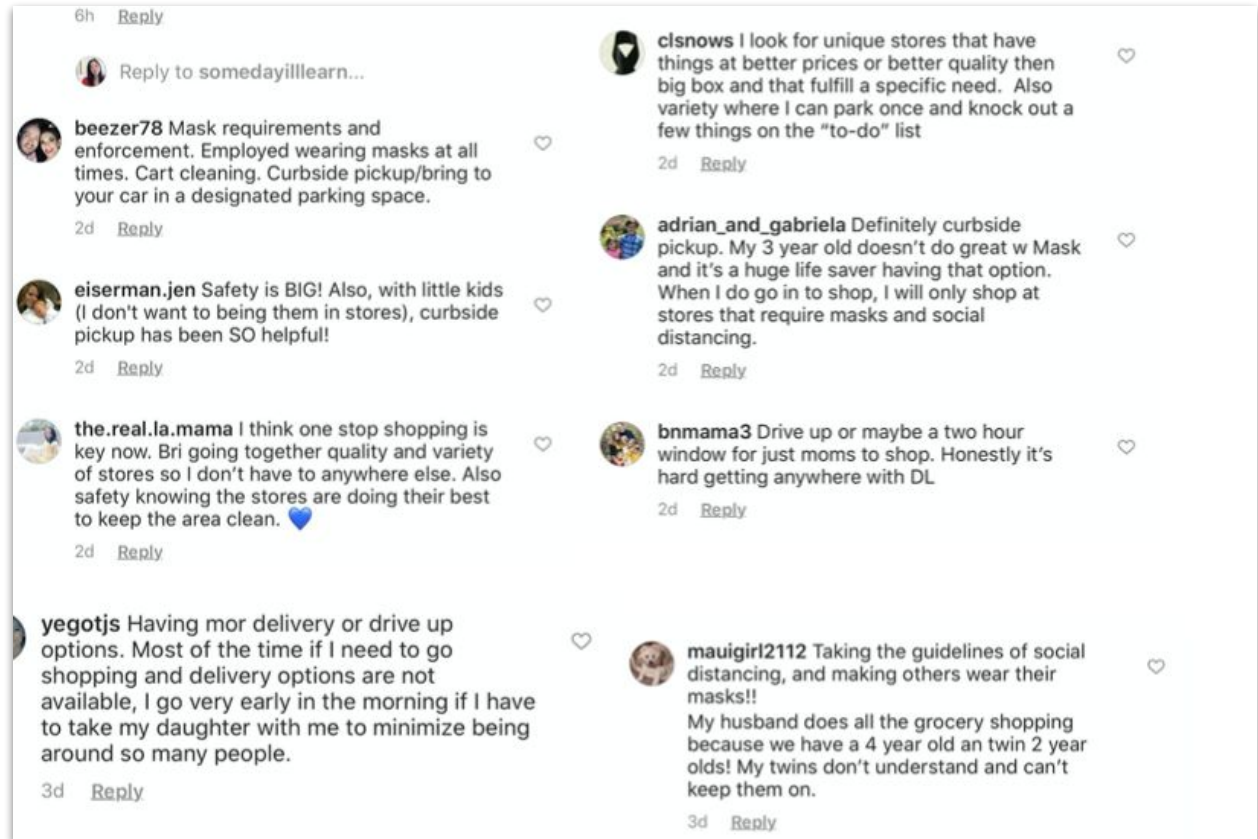 6h Reply
Reply to somedayilllearn...
beezer78 Mask requirements and
enforcement. Employed wearing masks at all
times. Cart cleaning. Curbside pickup/bring to
your car in a designated parking space.
2d Reply
eiserman.jen Safety is BIG! Also, with little kids
(I don't want to being them in stores), curbside
pickup has been SO helpful!
2d Reply
the.real.la.mama I think one stop shopping is
key now. Bri going together quality and variety
of stores so I don't have to anywhere else. Also
safety knowing the stores are doing their best
to keep the area clean. 💙
2d Reply
yegotjs Having mor delivery or drive up
options. Most of the time if I need to go
shopping and delivery options are not
available, I go very early in the morning if I have
to take my daughter with me to minimize being
around so many people.
3d Reply
clsnows I look for unique stores that have
things at better prices or better quality then
big box and that fulfill a specific need. Also
variety where I can park once and knock out a
few things on the “to-do” list
2d Reply
adrian_and_gabriela Definitely curbside
pickup. My 3 year old doesn't do great w Mask
and it's a huge life saver having that option.
When I do go in to shop, I will only shop at
stores that require masks and social
distancing.
2d Reply
bnmama3 Drive up or maybe a two hour
window for just moms to shop. Honestly it's
hard getting anywhere with DL
2d Reply
mauigirl2112 Taking the guidelines of social
distancing, and making others wear their
masks!!
My husband does all the grocery shopping
because we have a 4 year old an twin 2 year
olds! My twins don't understand and can't
keep them on.
3d Reply